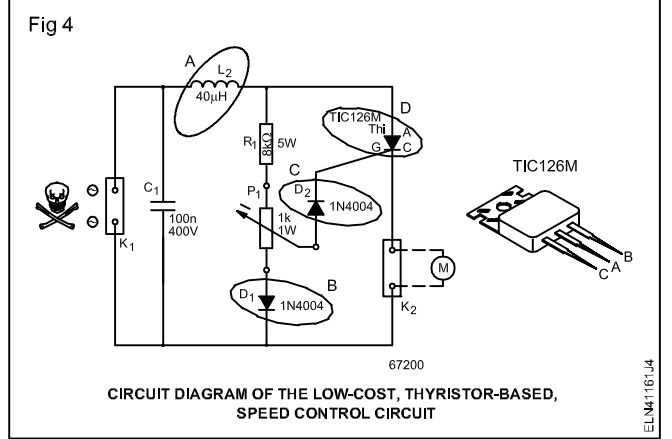 Fig 4
A
L2
40µH
D
TIC126M
Thi
A
G
C
R1
8kΩ
5W
C
P1
D2
1N4004
1k
1W
C1
100n
400V
K1
B
D1
1N4004
M
K2
TIC126M
B
A
C
67200
CIRCUIT DIAGRAM OF THE LOW-COST, THYRISTOR-BASED,
SPEED CONTROL CIRCUIT
ELN41161J4